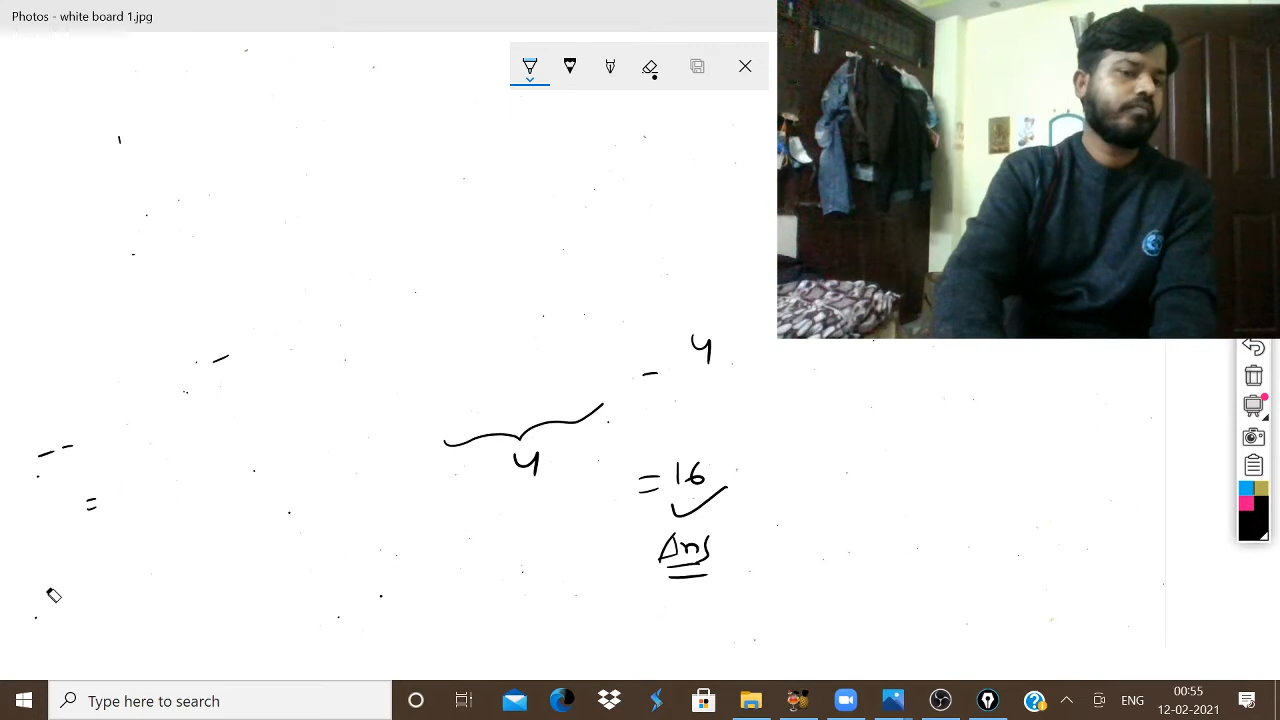 Photos - white board 1.jpg
- 4
4
= 16
Ans
=
Type here to search
ENG
00:55
12-02-2021